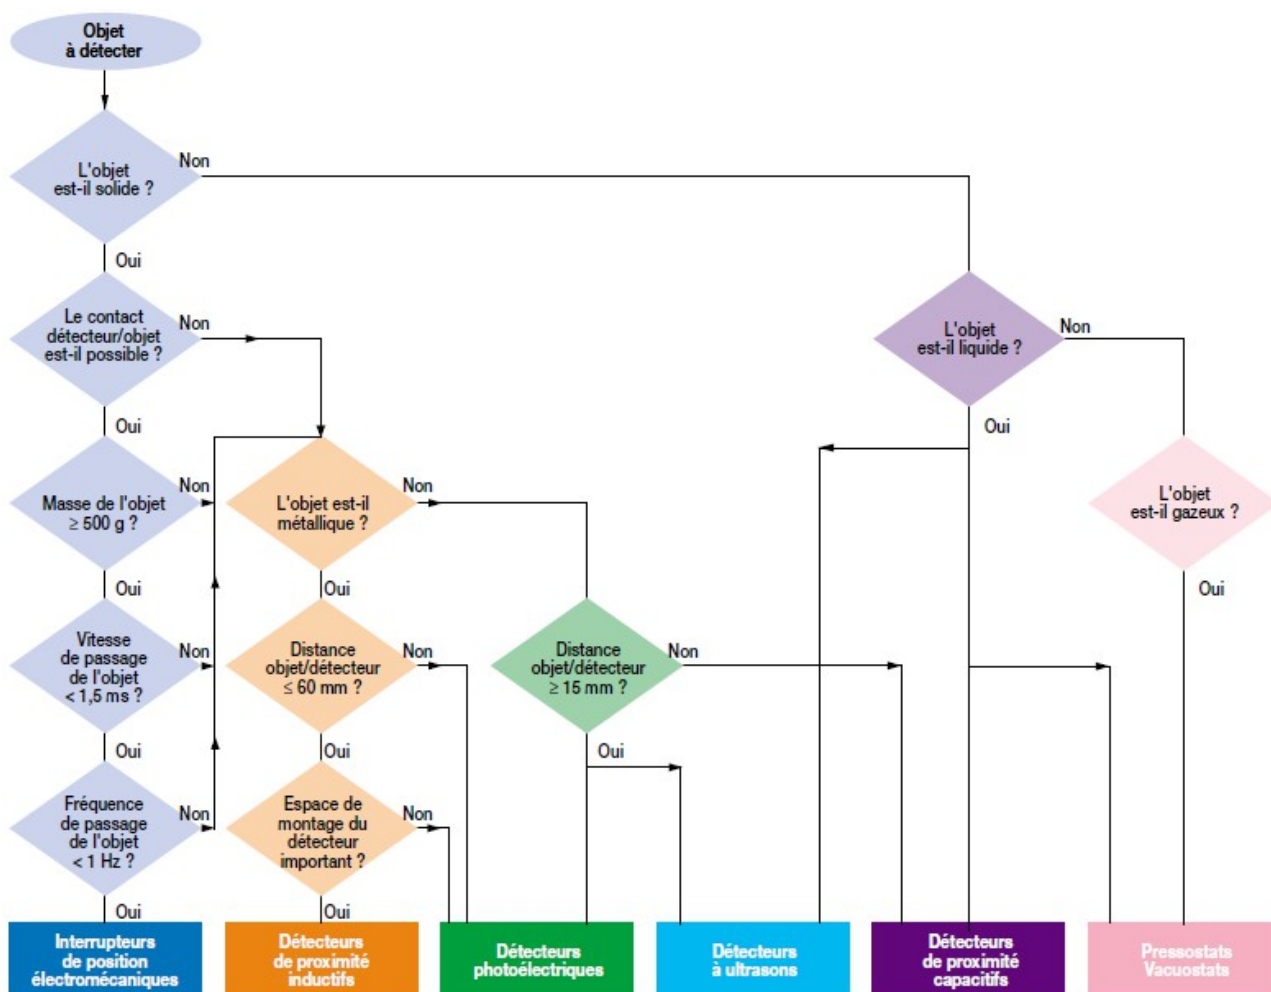 Objet
à détecter
L'objet
est-il solide ?
Non
Oui
Le contact
détecteur/objet
est-il possible ?
Non
Oui
L'objet
est-il liquide ?
Non
Oui
Masse de l'objet
≥ 500 g ?
Non
Oui
L'objet est-il
métallique ?
Non
Oui
L'objet
est-il gazeux ?
Oui
Vitesse
de passage
de l'objet
< 1,5 ms ?
Non
Oui
Distance
objet/détecteur
≤ 60 mm ?
Non
Oui
Distance
objet/détecteur
≥ 15 mm ?
Non
Oui
Fréquence
de passage
de l'objet
< 1 Hz ?
Non
Oui
Espace de
montage du
détecteur
important ?
Non
Oui
Interrupteurs
de position
électromécaniques
Détecteurs
de proximité
inductifs
Détecteurs
photoélectriques
Détecteurs
à ultrasons
Détecteurs
de proximité
capacitifs
Pressostats
Vacuostats